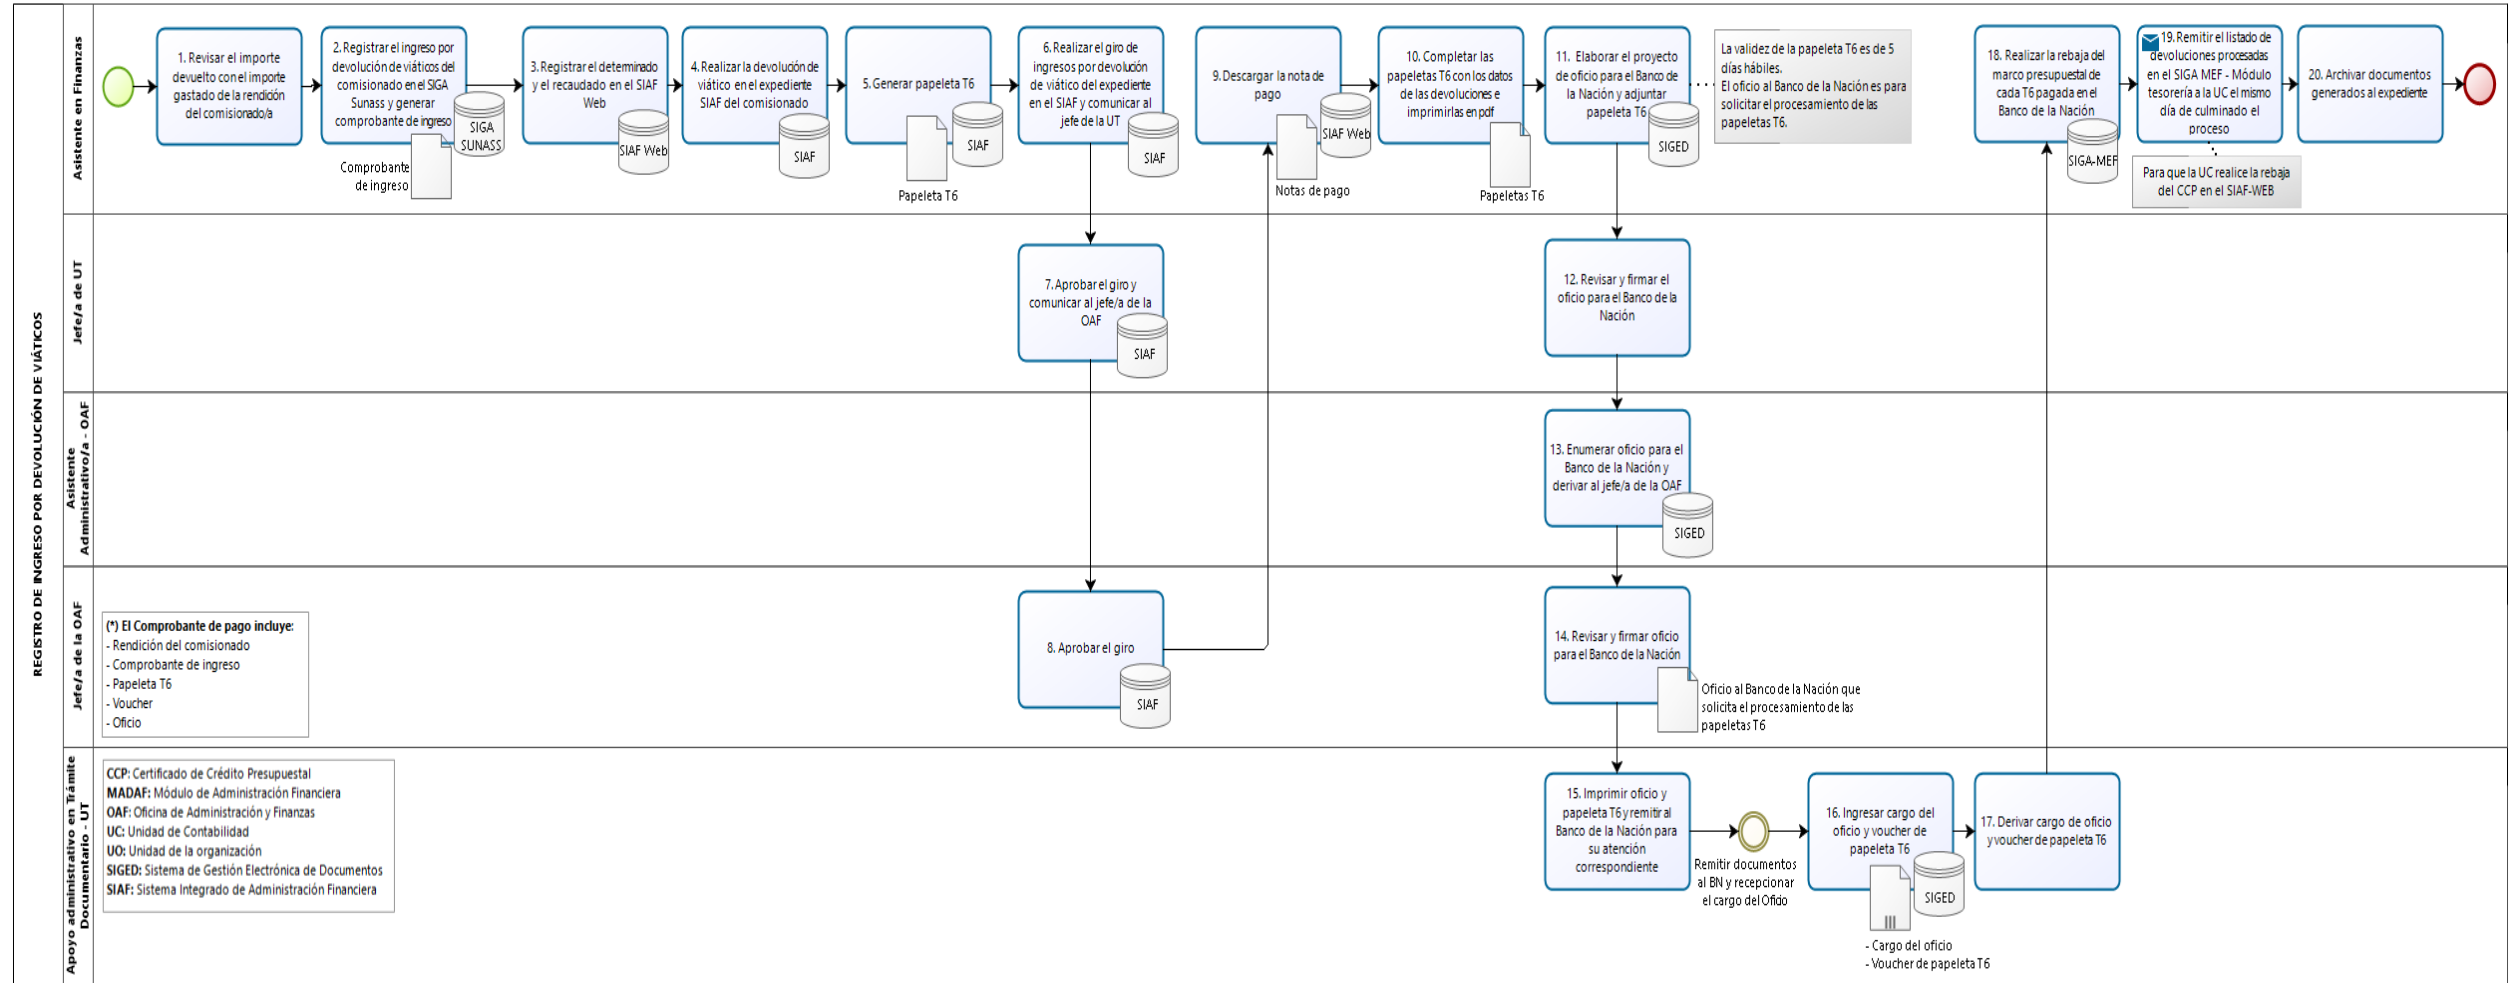 REGISTRO DE INGRESO POR DEVOLUCIÓN DE VIÁTICOS
Asistente en Finanzas
1. Revisar el importe
devuelto con el importe
gastado de la rendición
del comisionado/a
2. Registrar el ingreso por
devolución de viáticos del
comisionado en el SIGA
Sunass y generar
comprobante de ingreso
SIGA
SUNASS
Comprobante
de ingreso
3. Registrar el determinado
y el recaudado en el SIAF
Web
SIAF Web
4. Realizar la devolución de
viático en el expediente
SIAF del comisionado
SIAF
5. Generar papeleta T6
SIAF
Papeleta T6
6. Realizar el giro de
ingresos por devolución
de viático del expediente
en el SIAF y comunicar al
jefe de la UT
SIAF
9. Descargar la nota de
pago
SIAF Web
Notas de pago
10. Completar las
papeletas T6 con los datos
de las devoluciones e
imprimirlas en pdf
Papeletas T6
11. Elaborar el proyecto
de oficio para el Banco de
la Nación y adjuntar
papeleta T6
SIGED
La validez de la papeleta T6 es de 5
días hábiles.
El oficio al Banco de la Nación es para
solicitar el procesamiento de las
papeletas T6.
18. Realizar la rebaja del
marco presupuestal de
cada T6 pagada en el
Banco de la Nación
SIGA-MEF
19. Remitir el listado de
devoluciones procesadas
en el SIGA MEF - Módulo
tesorería a la UC el mismo
día de culminado el
proceso
Para que la UC realice la rebaja
del CCP en el SIAF-WEB
20. Archivar documentos
generados al expediente
Jefe/a de UT
7. Aprobar el giro y
comunicar al jefe/a de la
OAF
SIAF
12. Revisar y firmar el
oficio para el Banco de la
Nación
Asistente
Administrativo/a - OAF
13. Enumerar oficio para el
Banco de la Nación y
derivar al jefe/a de la OAF
SIGED
Jefe/a de la OAF
(*) El Comprobante de pago incluye:
- Rendición del comisionado
- Comprobante de ingreso
- Papeleta T6
- Voucher
- Oficio
8. Aprobar el giro
SIAF
14. Revisar y firmar oficio
para el Banco de la Nación
Oficio al Banco de la Nación que
solicita el procesamiento de las
papeletas T6
Apoyo administrativo en Trámite
Documentario - UT
CCP: Certificado de Crédito Presupuestal
MADAF: Módulo de Administración Financiera
OAF: Oficina de Administración y Finanzas
UC: Unidad de Contabilidad
UO: Unidad de la organización
SIGED: Sistema de Gestión Electrónica de Documentos
SIAF: Sistema Integrado de Administración Financiera
15. Imprimir oficio y
papeleta T6 y remitir al
Banco de la Nación para
su atención
correspondiente
Remitir documentos
al BN y recepcionar
el cargo del Oficio
16. Ingresar cargo del
oficio y voucher de
papeleta T6
SIGED
- Cargo del oficio
- Voucher de papeleta T6
17. Derivar cargo de oficio
y voucher de papeleta T6